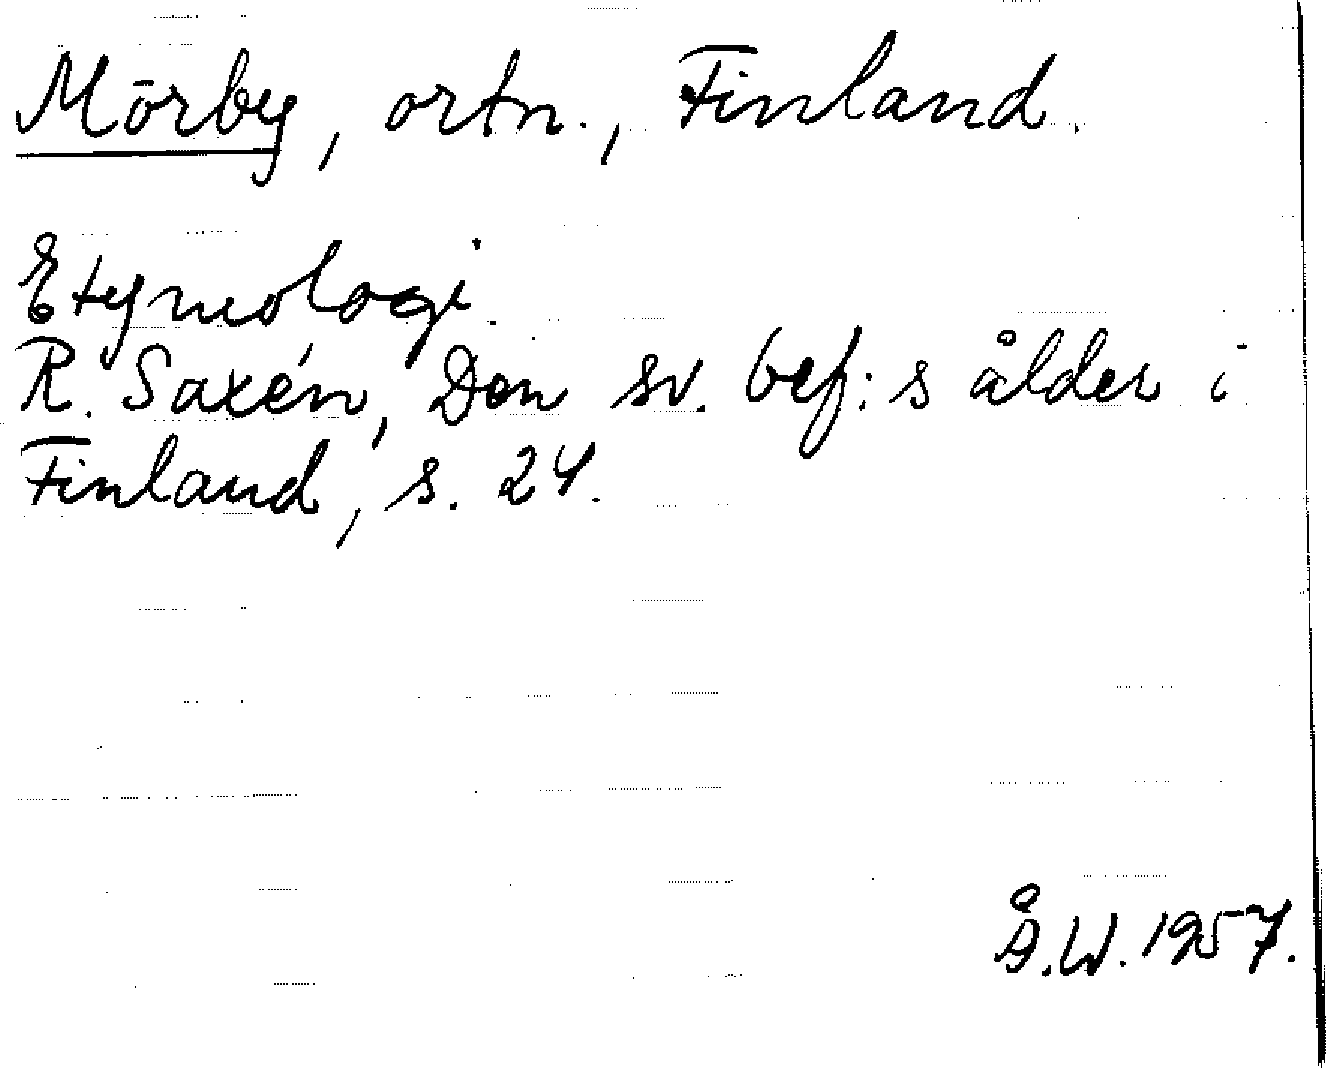 Mörby, ortn., Finland.
Etymologi.
R. Saxén, Den sv. bef:s ålder i
Finland, s. 24.
Å.W. 1957.